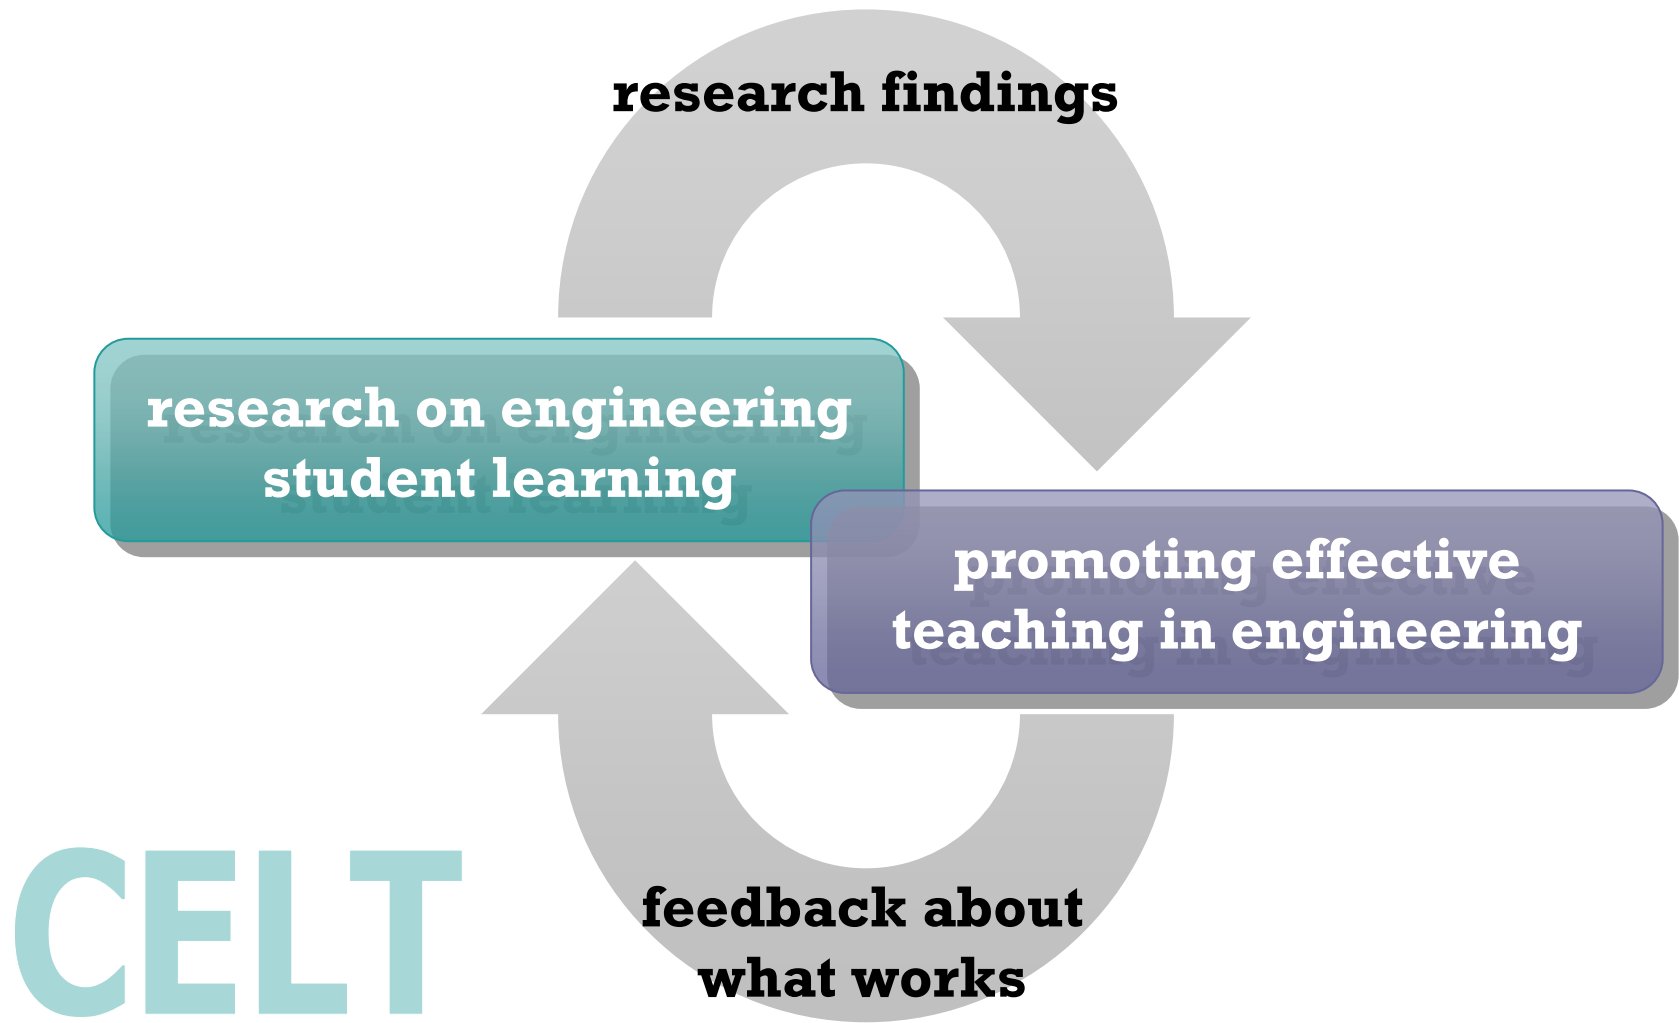 research findings
research on engineering
student learning
promoting effective
teaching in engineering
feedback about
what works
CELT